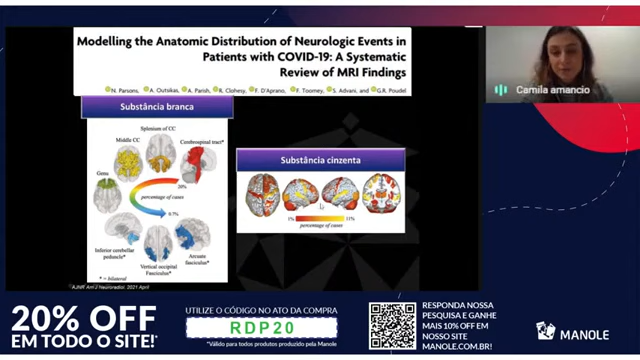 Modelling the Anatomic Distribution of Neurologic Events in
Patients with COVID-19: A Systematic
Review of MRI Findings
N. Parsons, A. Outsikas, A. Parish, R. Clohesy, F. D'Aprano, F. Toomey, S. Advani, and G.R. Poudel
Substância branca
Splenium of CC
Middle CC
Cerebrospinal tract*
Genu
20%
percentage of cases
0.7%
Inferior cerebellar
peduncle*
Vertical occipital
Fasciculus*
Arcuate
fasciculus*
* = bilateral
Substância cinzenta
1%
11%
percentage of cases
AJNR Am J Neuroradiol. 2021 April
Camila amancio
20% OFF
EM TODO O SITE!*
UTILIZE O CÓDIGO NO ATO DA COMPRA
RDP20
*Válido para todos produtos produzido pela Manole
RESPONDA NOSSA
PESQUISA E GANHE
MAIS 10% OFF EM
NOSSO SITE
MANOLE.COM.BR!
MANOLE